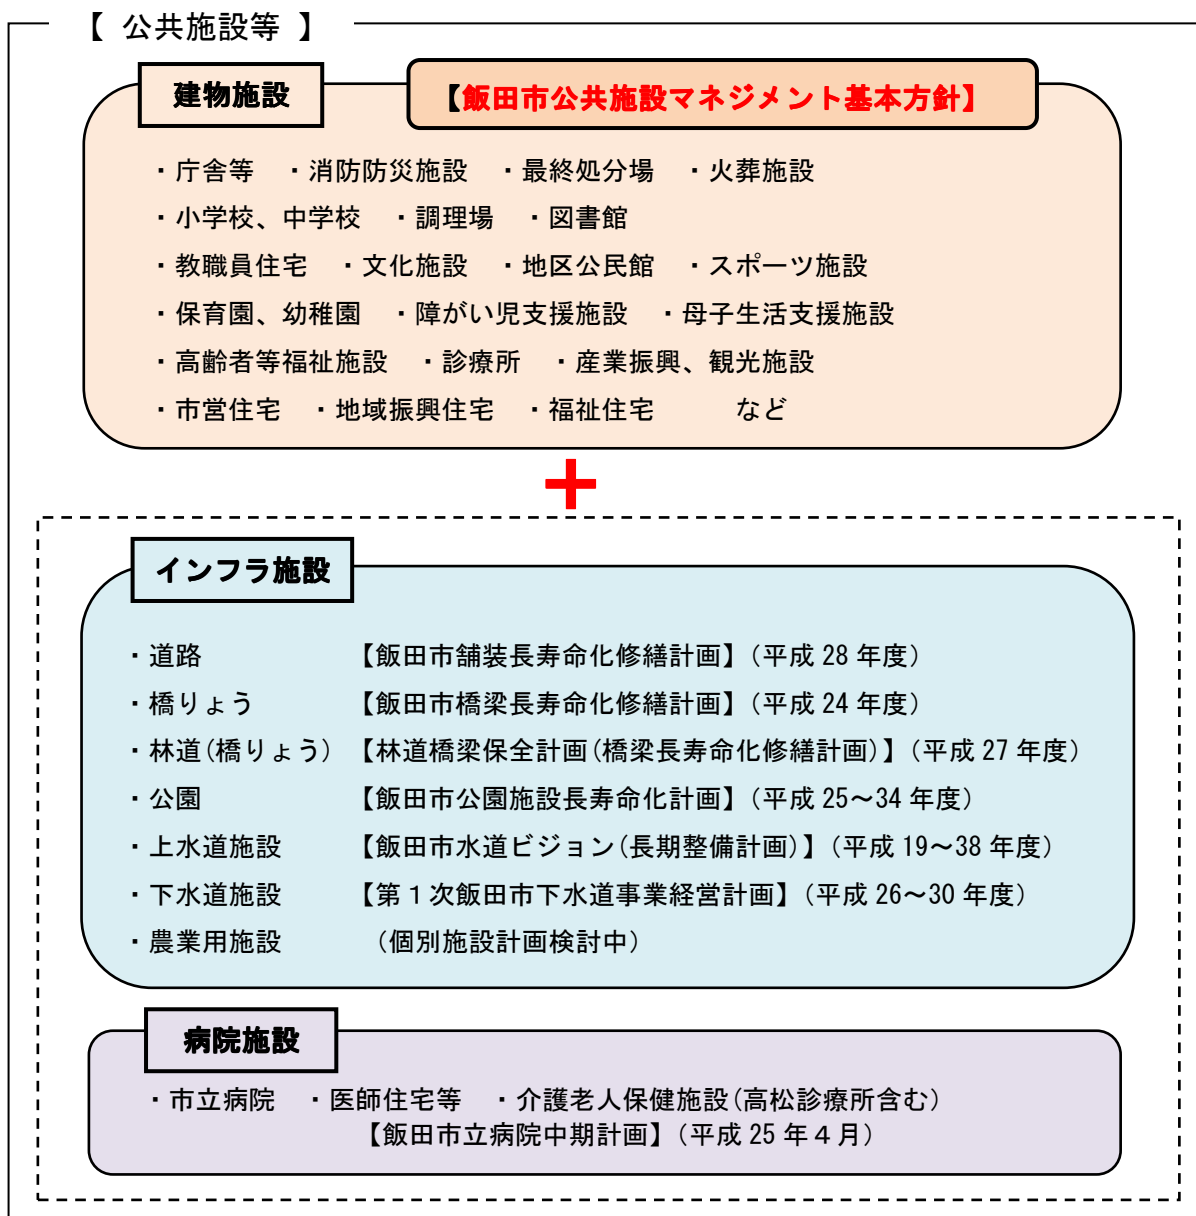 【 公共施設等 】
建物施設
【飯田市公共施設マネジメント基本方針】
・庁舎等　・消防防災施設　・最終処分場　・火葬施設
・小学校、中学校　・調理場　・図書館
・教職員住宅　・文化施設　・地区公民館　・スポーツ施設
・保育園、幼稚園　・障がい児支援施設　・母子生活支援施設
・高齢者等福祉施設　・診療所　・産業振興、観光施設
・市営住宅　・地域振興住宅　・福祉住宅　　　など
＋
インフラ施設
・道路　【飯田市舗装長寿命化修繕計画】（平成 28 年度）
・橋りょう　【飯田市橋梁長寿命化修繕計画】（平成 24 年度）
・林道(橋りょう)　【林道橋梁保全計画(橋梁長寿命化修繕計画)】（平成 27 年度）
・公園　【飯田市公園施設長寿命化計画】（平成 25～34 年度）
・上水道施設　【飯田市水道ビジョン(長期整備計画)】（平成 19～38 年度）
・下水道施設　【第１次飯田市下水道事業経営計画】（平成 26～30 年度）
・農業用施設　（個別施設計画検討中）
病院施設
・市立病院　・医師住宅等　・介護老人保健施設(高松診療所含む)
【飯田市立病院中期計画】（平成 25 年４月）